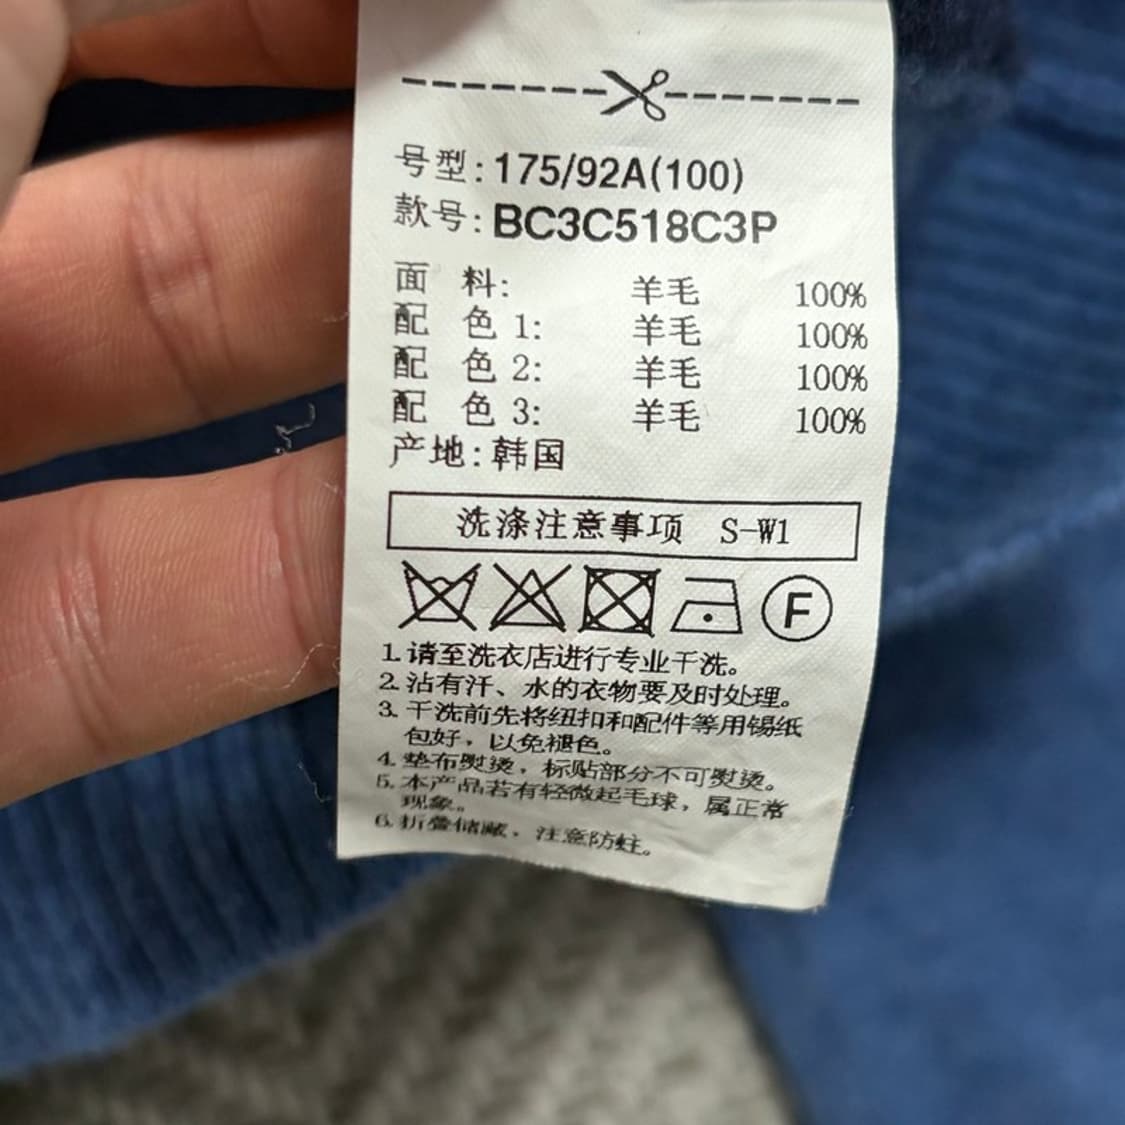 号型:175/92A(100)
款号:BC3C518C3P
面 料: 羊毛 100%
配 色 1: 羊毛 100%
配 色 2: 羊毛 100%
配 色 3: 羊毛 100%
产地:韩国
洗涤注意事项 S-W1
F
1.请至洗衣店进行专业干洗。
2.沾有汗、水的衣物要及时处理。
3.干洗前先将纽扣和配件等用锡纸
包好，以免褪色。
4.垫布熨烫，标贴部分不可熨烫。
5.本产品若有轻微起毛球，属正常
现象。
6.折叠储藏，注意防蛀。